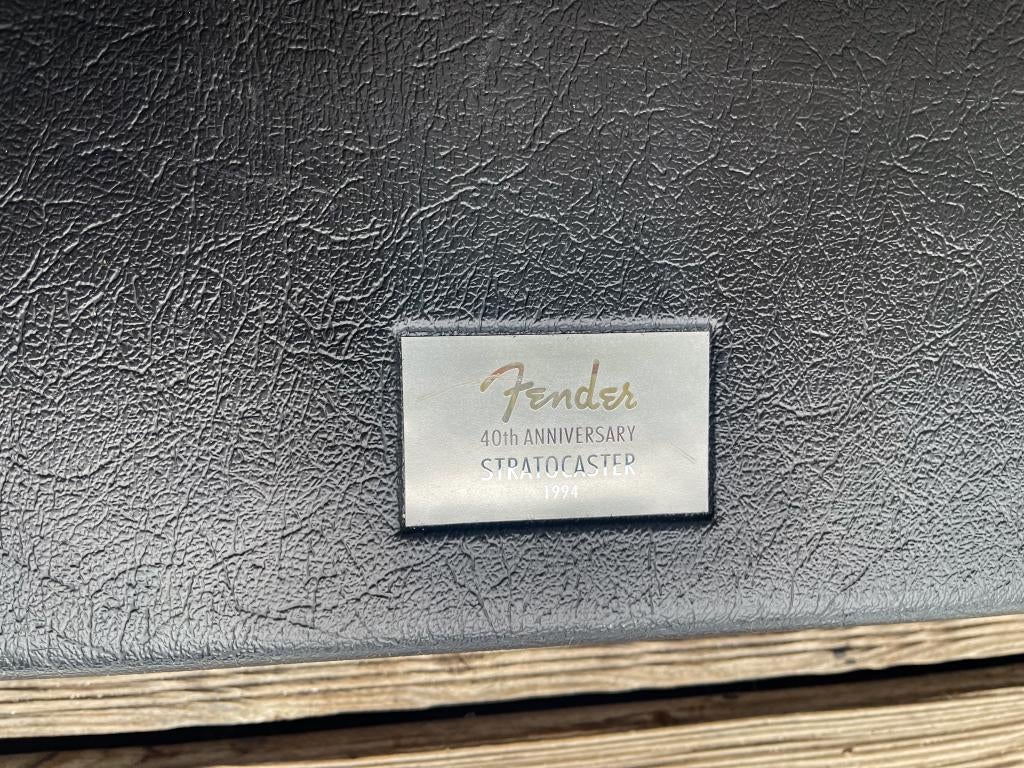 Fender
40th ANNIVERSARY
STRATOCASTER
1994